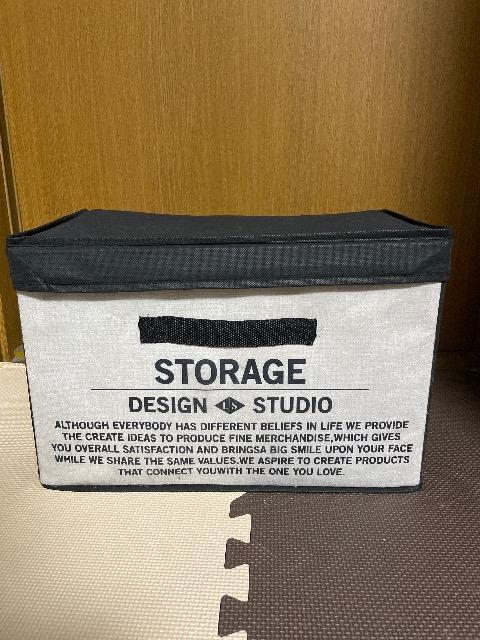 STORAGE
DESIGN LS STUDIO
ALTHOUGH EVERYBODY HAS DIFFERENT BELIEFS IN LIFE WE PROVIDE
THE CREATE IDEAS TO PRODUCE FINE MERCHANDISE,WHICH GIVES
YOU OVERALL SATISFACTION AND BRINGSA BIG SMILE UPON YOUR FACE
WHILE WE SHARE THE SAME VALUES.WE ASPIRE TO CREATE PRODUCTS
THAT CONNECT YOUWITH THE ONE YOU LOVE.